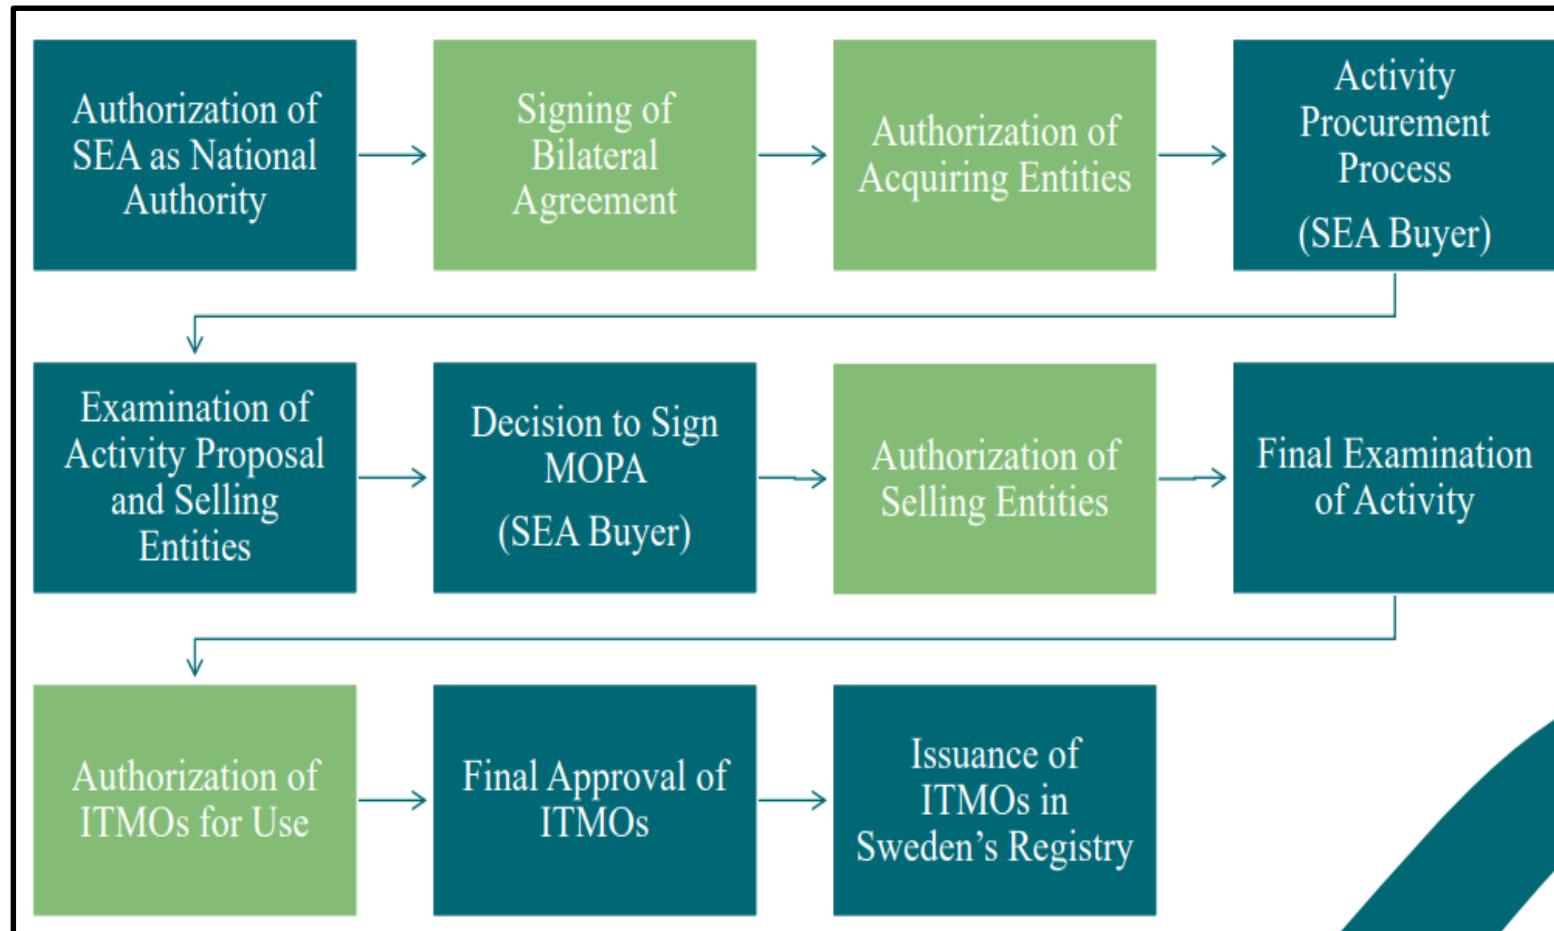 Authorization of
SEA as National
Authority
Signing of
Bilateral
Agreement
Authorization of
Acquiring Entities
Activity
Procurement
Process
(SEA Buyer)
Examination of
Activity Proposal
and Selling
Entities
Decision to Sign
MOPA
(SEA Buyer)
Authorization of
Selling Entities
Final Examination
of Activity
Authorization of
ITMOs for Use
Final Approval of
ITMOs
Issuance of
ITMOs in
Sweden's Registry